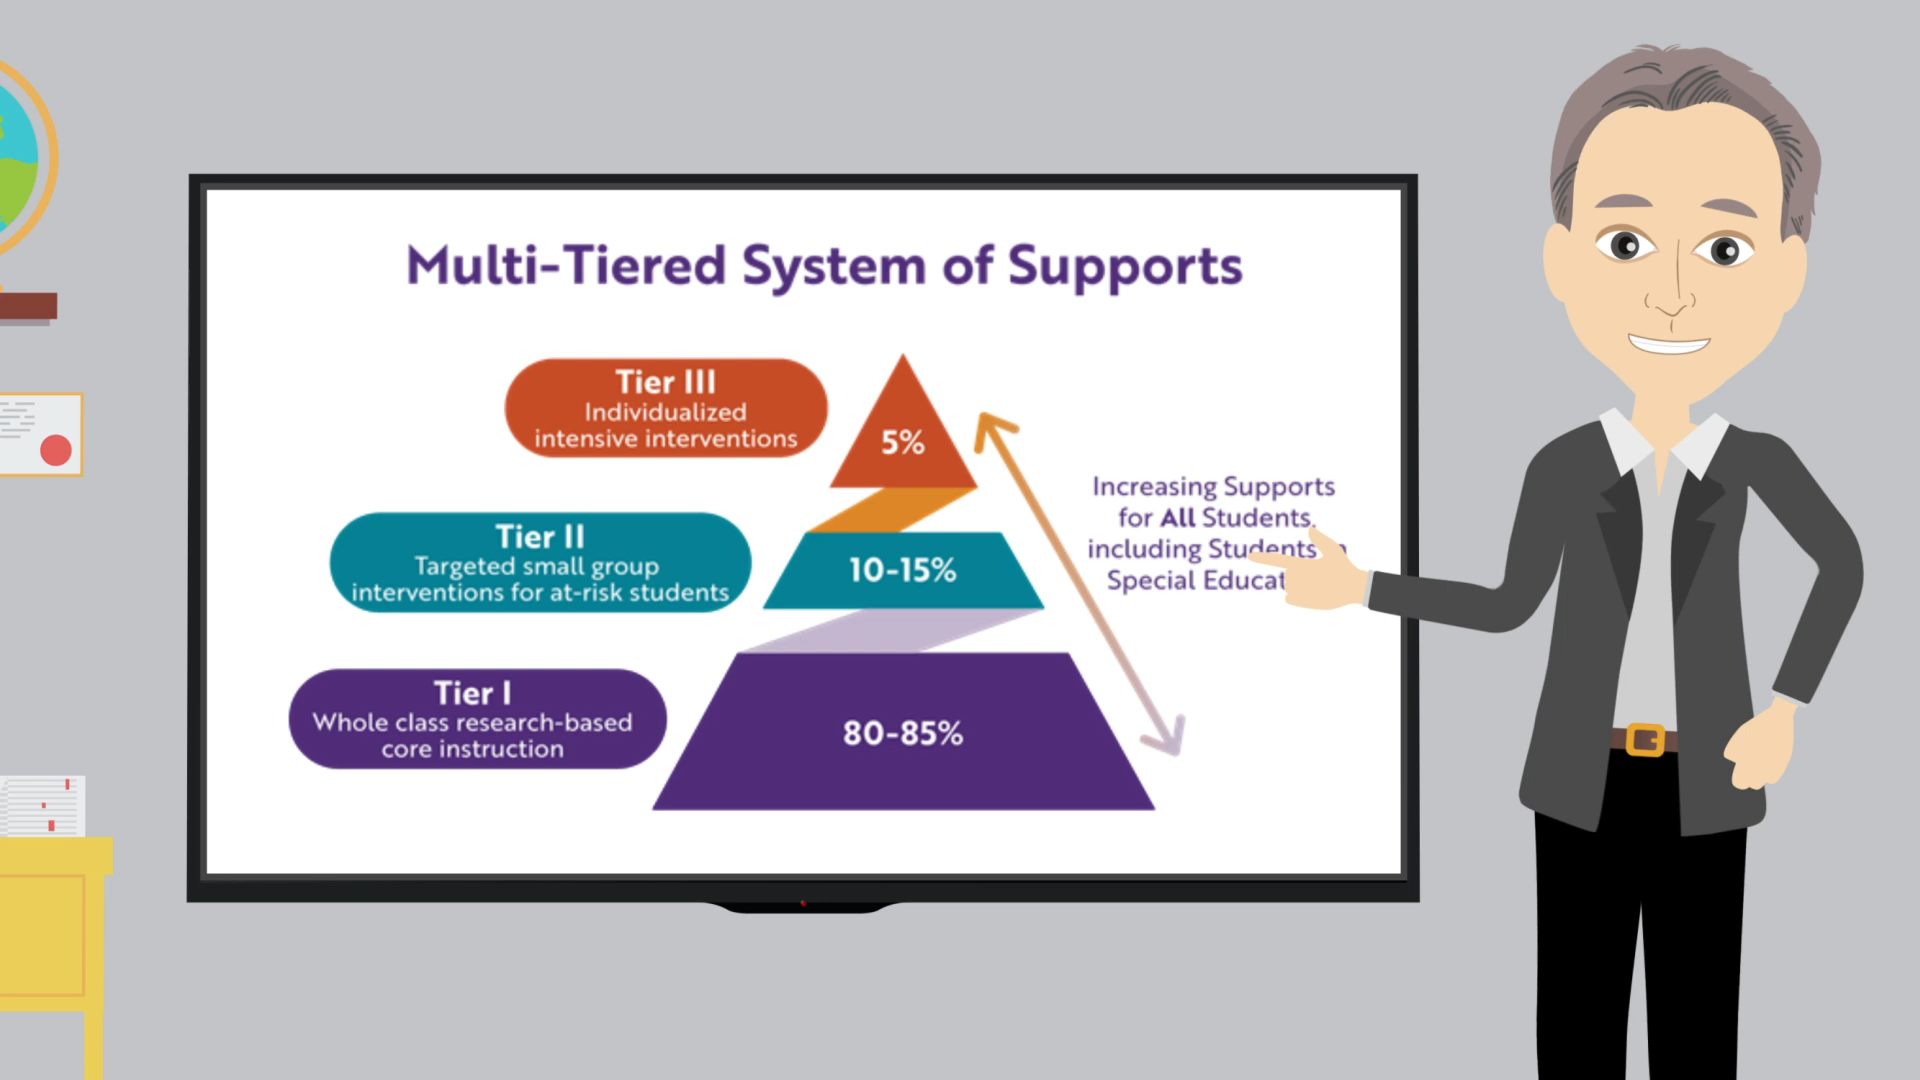 Multi-Tiered System of Supports
Tier III
Individualized
intensive interventions
5%
Tier II
Targeted small group
interventions for at-risk students
10-15%
Increasing Supports
for All Students,
including Students
Special
Tier I
Whole class research-based
core instruction
80-85%